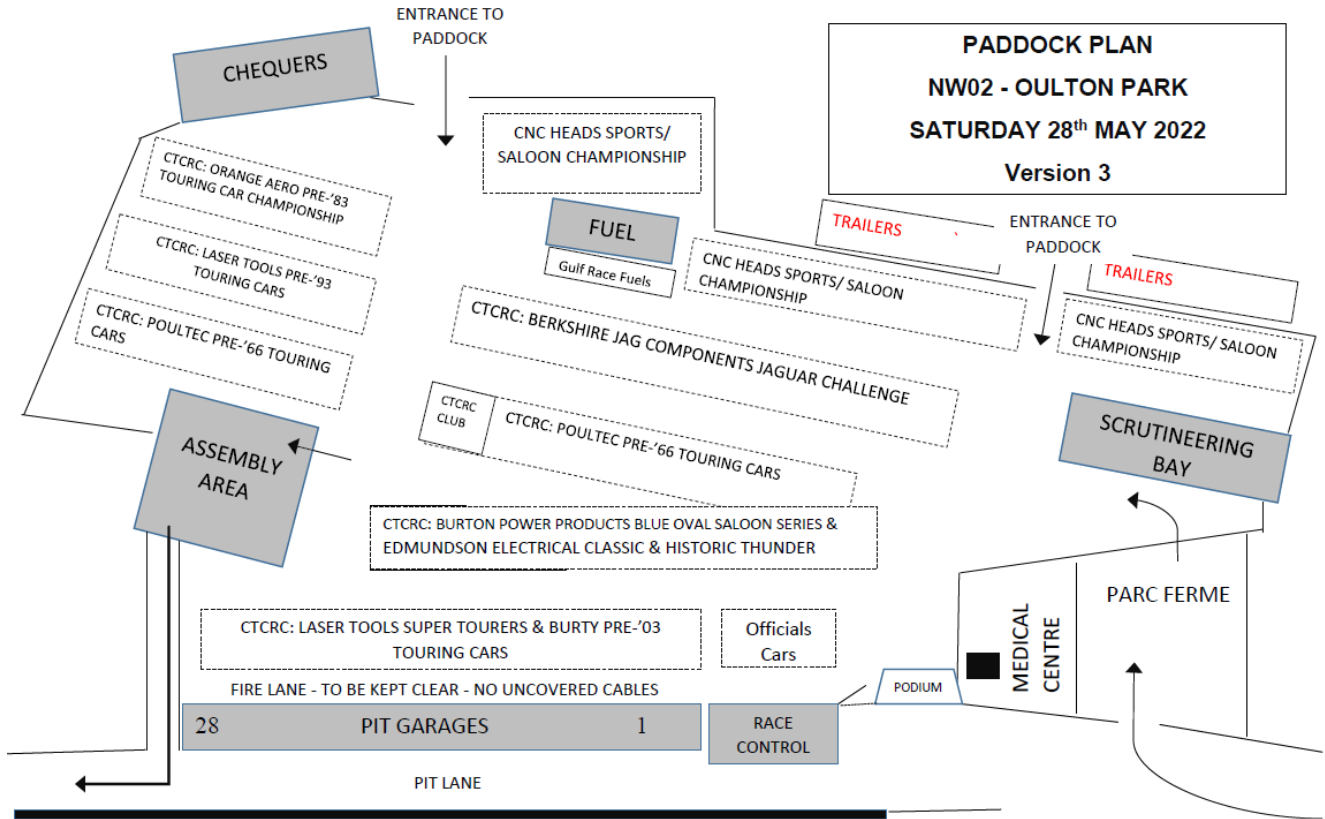 ENTRANCE TO
PADDOCK
PADDOCK PLAN
NW02 - OULTON PARK
SATURDAY 28th MAY 2022
Version 3
CHEQUERS
CNC HEADS SPORTS/
SALOON CHAMPIONSHIP
CTCRC: ORANGE AERO PRE-'83
TOURING CAR CHAMPIONSHIP
FUEL
Gulf Race Fuels
TRAILERS
ENTRANCE TO
PADDOCK
TRAILERS
CTCRC: LASER TOOLS PRE-'93
TOURING CARS
CNC HEADS SPORTS/ SALOON
CHAMPIONSHIP
CNC HEADS SPORTS/ SALOON
CHAMPIONSHIP
CTCRC: POULTEC PRE-'66 TOURING
CARS
CTCRC: BERKSHIRE JAG COMPONENTS JAGUAR CHALLENGE
CTCRC
CLUB
CTCRC: POULTEC PRE-'66 TOURING CARS
ASSEMBLY
AREA
SCRUTINEERING
BAY
CTCRC: BURTON POWER PRODUCTS BLUE OVAL SALOON SERIES &
EDMUNDSON ELECTRICAL CLASSIC & HISTORIC THUNDER
CTCRC: LASER TOOLS SUPER TOURERS & BURTY PRE-'03
TOURING CARS
Officials
Cars
MEDICAL
CENTRE
PARC FERME
FIRE LANE - TO BE KEPT CLEAR - NO UNCOVERED CABLES
PODIUM
28 PIT GARAGES 1
RACE
CONTROL
PIT LANE